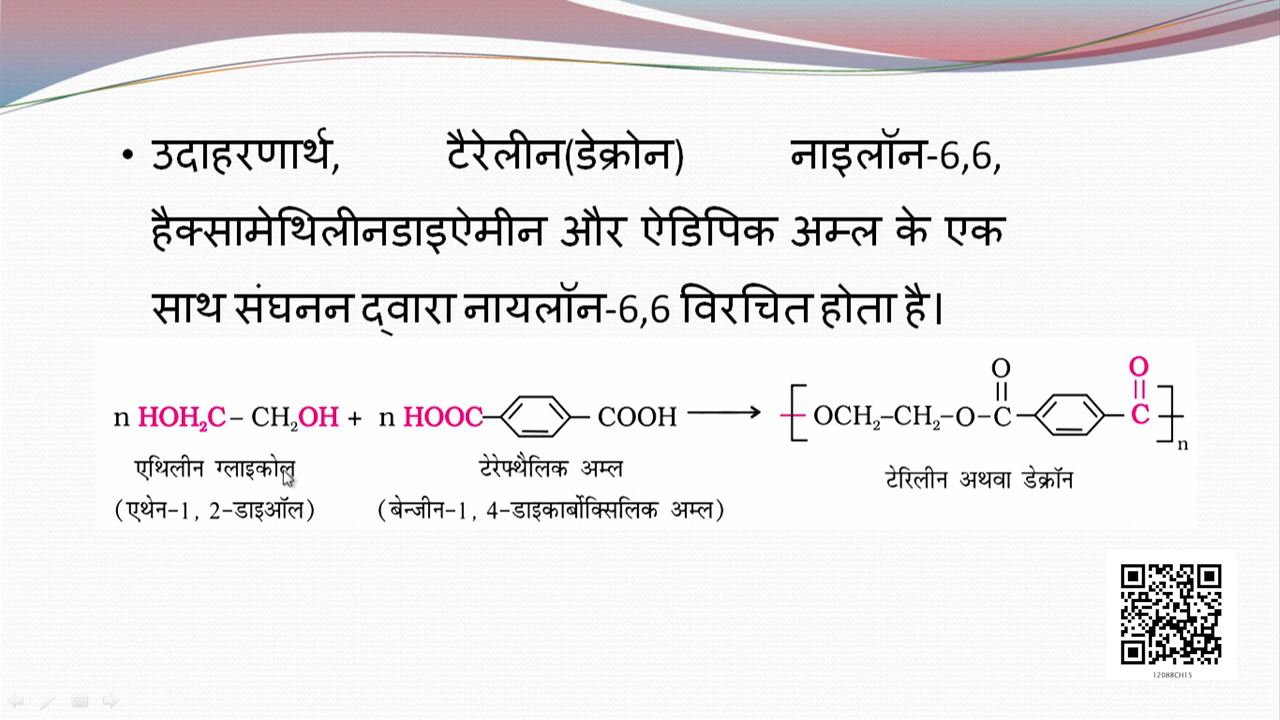 • उदाहरणार्थ, टैरेलीन(डेक्रोन) नाइलॉन-6,6,
हैक्सामेथिलीनडाइऐमीन और ऐडिपिक अम्ल के एक
साथ संघनन द्वारा नायलॉन-6,6 विरचित होता है।
O O
n HOH₂C – CH₂OH + n HOOC– – COOH ⟶ [ OCH₂–CH₂–O–C– –C ]n
एथिलीन ग्लाइकोल टेरेफ्थैलिक अम्ल टेरिलीन अथवा डेक्रॉन
(एथेन-1, 2-डाइऑल) (बेन्जीन-1, 4-डाइकार्बोक्सिलिक अम्ल)
12088CH15